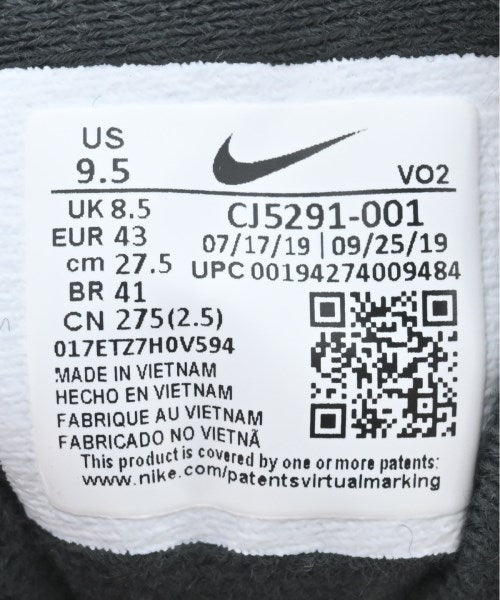 US
9.5
VO2
UK 8.5
EUR 43
cm 27.5
BR 41
CN 275(2.5)
CJ5291-001
07/17/19 | 09/25/19
UPC 00194274009484
017ETZ7H0V594
MADE IN VIETNAM
HECHO EN VIETNAM
FABRIQUE AU VIETNAM
FABRICADO NO VIETNÃ
This product is covered by one or more patents:
www.nike.com/patentsvirtualmarking